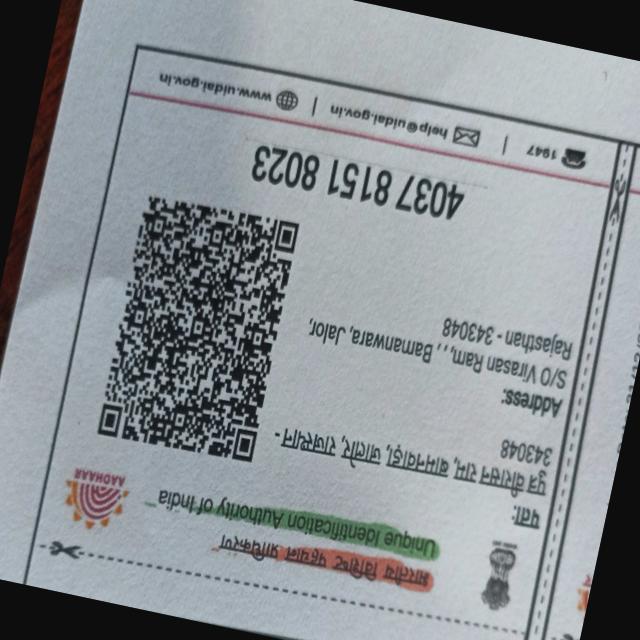 भारतीय विशिष्ट पहचान प्राधिकरण
Unique Identification Authority of India
AADHAAR
पता:
पुत्र वीरासन राम, बामनवाड़ा, जालोर, राजस्थान -
343048
Address:
S/O Virasan Ram, , , Bamanwara, Jalor,
Rajasthan - 343048
4037 8151 8023
1947 | help@uidai.gov.in | www.uidai.gov.in